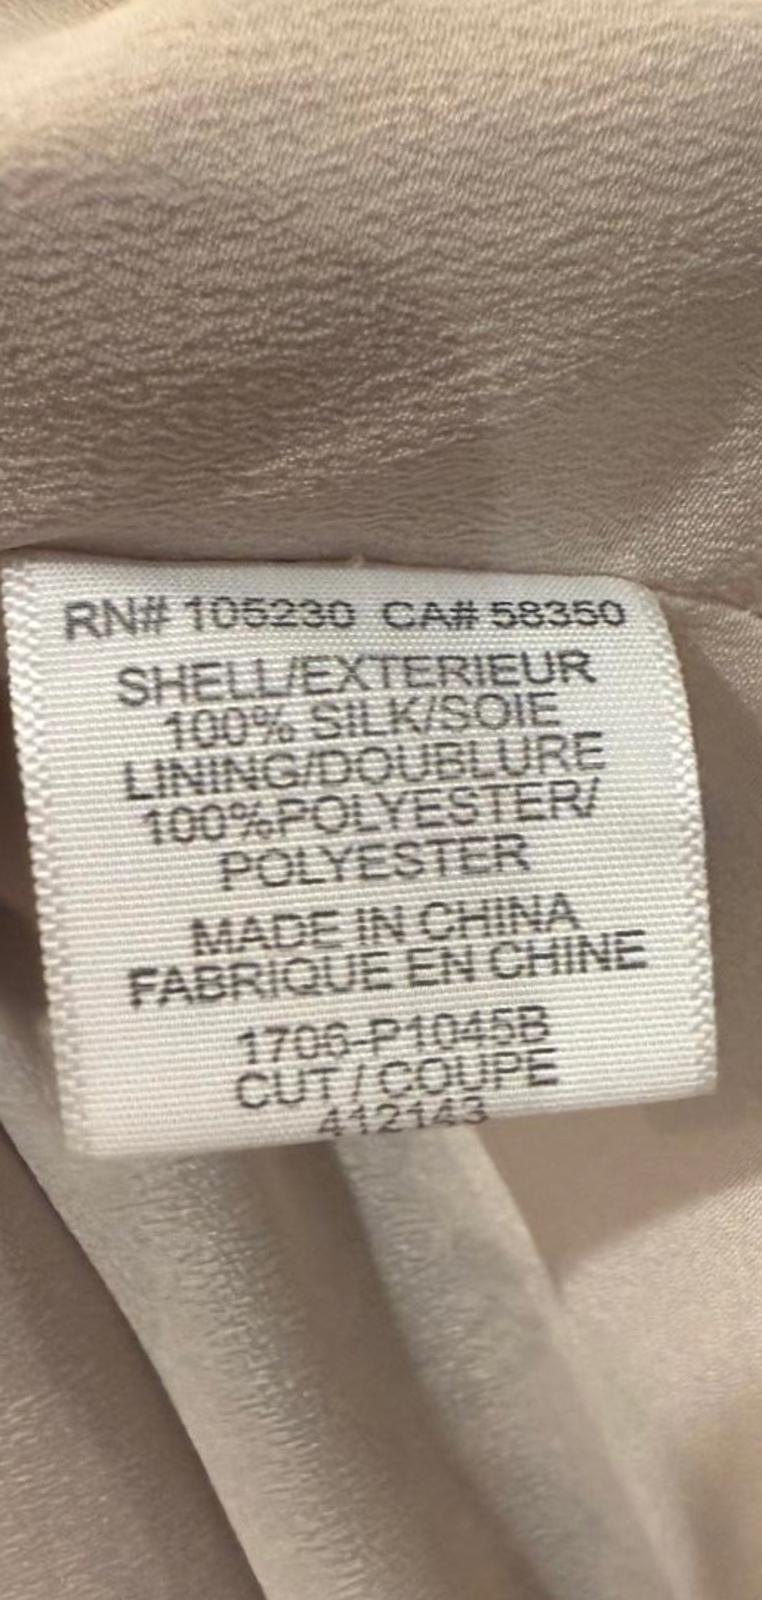 RN# 105230 CA# 58350
SHELL/EXTERIEUR
100% SILK/SOIE
LINING/DOUBLURE
100%POLYESTER/
POLYESTER
MADE IN CHINA
FABRIQUE EN CHINE
1706-P1045B
CUT / COUPE
412143